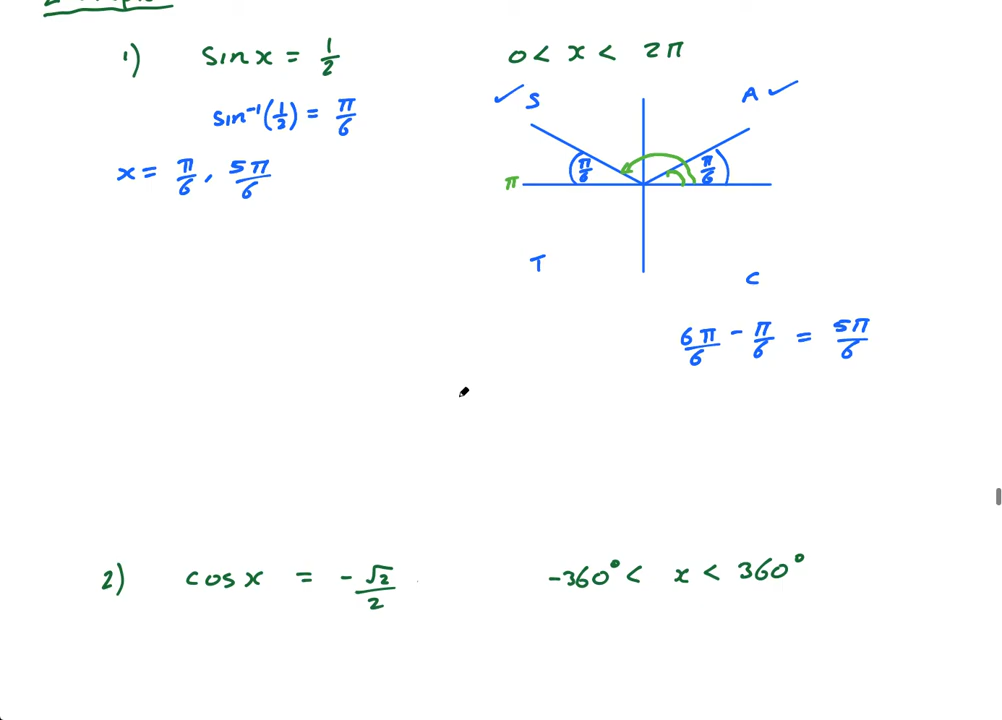 1) sin x = 1/2 0 < x < 2π
sin⁻¹(1/2) = π/6
x = π/6, 5π/6
✓ S A ✓
π/6 π/6
π
T C
6π/6 - π/6 = 5π/6
2) cos x = -√2/2 -360° < x < 360°